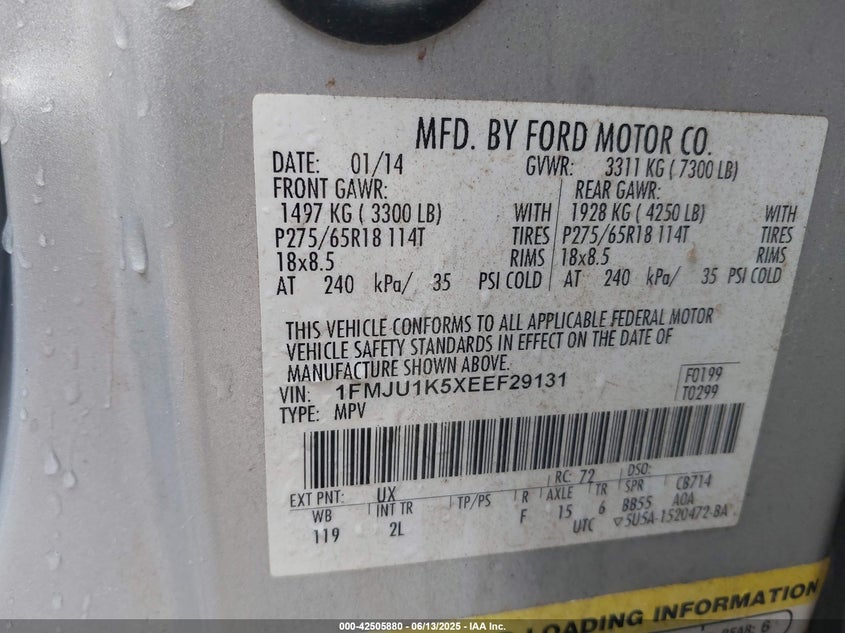 MFD. BY FORD MOTOR CO.
DATE: 01/14 GVWR: 3311 KG ( 7300 LB)
FRONT GAWR: REAR GAWR:
1497 KG ( 3300 LB) WITH 1928 KG ( 4250 LB) WITH
P275/65R18 114T TIRES P275/65R18 114T TIRES
18x8.5 RIMS 18x8.5 RIMS
AT 240 kPa/ 35 PSI COLD AT 240 kPa/ 35 PSI COLD
THIS VEHICLE CONFORMS TO ALL APPLICABLE FEDERAL MOTOR
VEHICLE SAFETY STANDARDS IN EFFECT ON THE DATE OF
MANUFACTURE SHOWN ABOVE.
VIN: 1FMJU1K5XEEF29131 F0199
TYPE: MPV T0299
EXT PNT: UX RC: 72 DSO:
WB INT TR TP/PS R AXLE TR SPR CB714
119 2L F 15 6 BB55 AOA
UTC ▽5U5A-1520472-BA
LOADING INFORMATION
REAR: 6
000-42505880 - 06/13/2025 - IAA Inc.